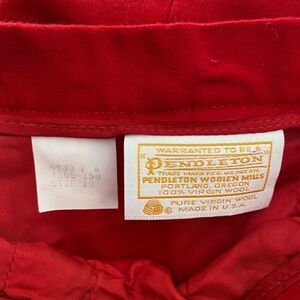 SIZE 10
WARRANTED TO BE A
"PENDLETON"
TRADE MARK REG. U.S. PAT. OFF.
PENDLETON WOOLEN MILLS
PORTLAND, OREGON
100% VIRGIN WOOL
PURE VIRGIN WOOL
MADE IN U.S.A.